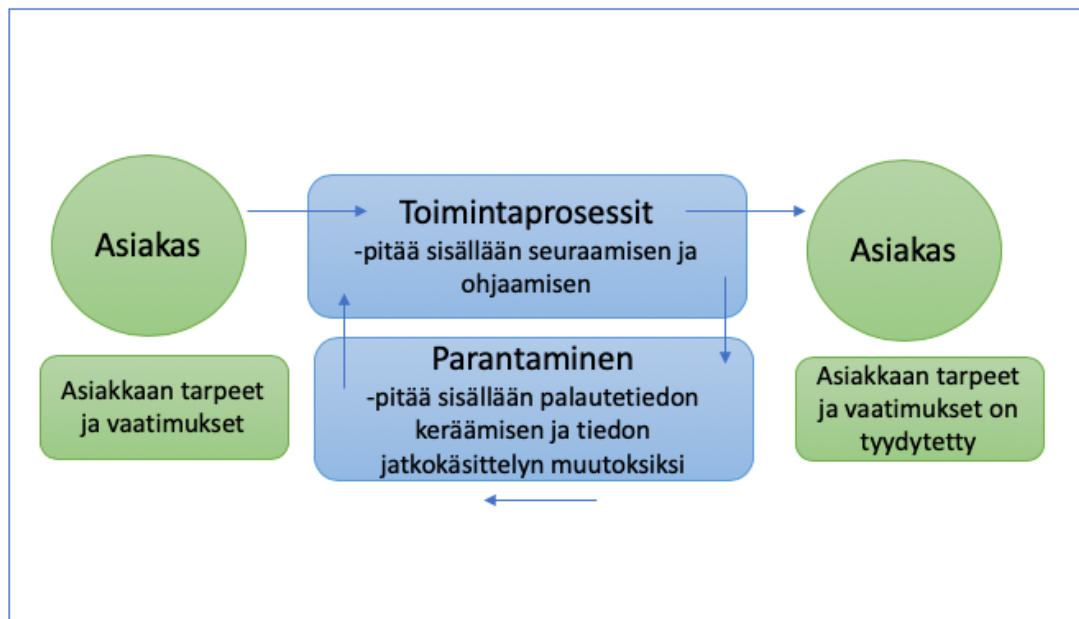 Asiakas
Asiakkaan tarpeet
ja vaatimukset
Toimintaprosessit
-pitää sisällään seuraamisen ja
ohjaamisen
Parantaminen
-pitää sisällään palautetiedon
keräämisen ja tiedon
jatkokäsittelyn muutoksiksi
Asiakas
Asiakkaan tarpeet
ja vaatimukset on
tyydytetty